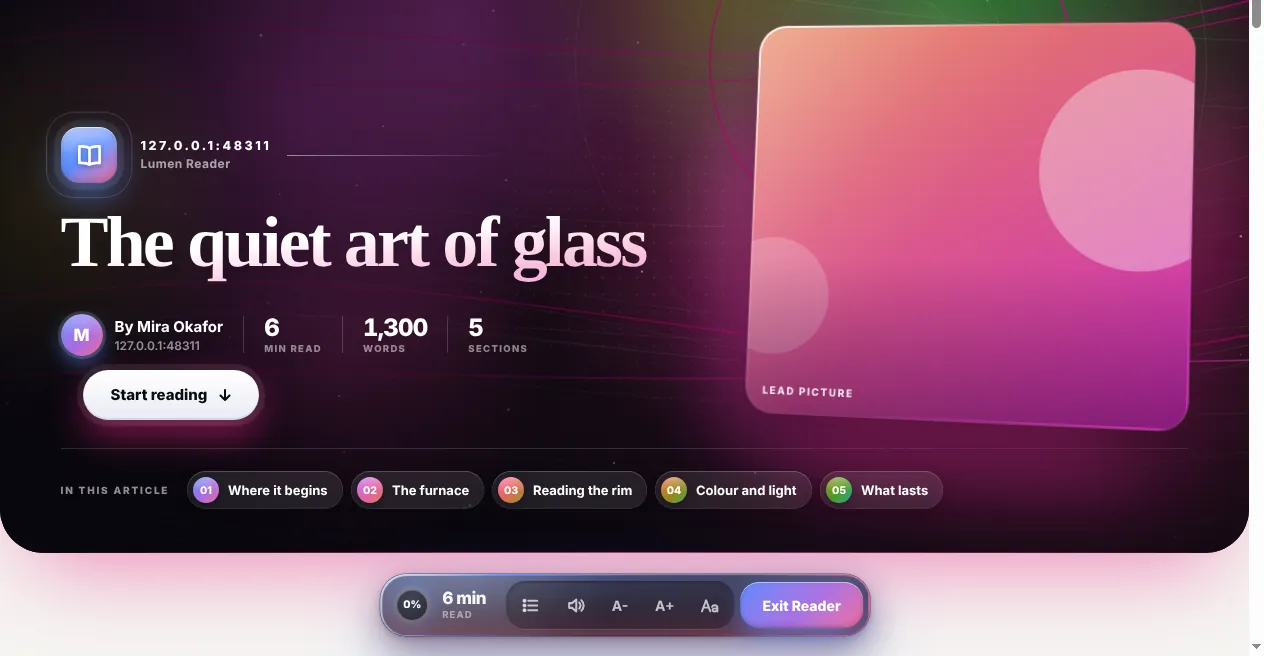 127.0.0.1:48311
Lumen Reader
The quiet art of glass
M
By Mira Okafor
127.0.0.1:48311
6
MIN READ
1,300
WORDS
5
SECTIONS
Start reading
LEAD PICTURE
IN THIS ARTICLE
01 Where it begins
02 The furnace
03 Reading the rim
04 Colour and light
05 What lasts
0%
6 min
READ
A-
A+
Aa
Exit Reader